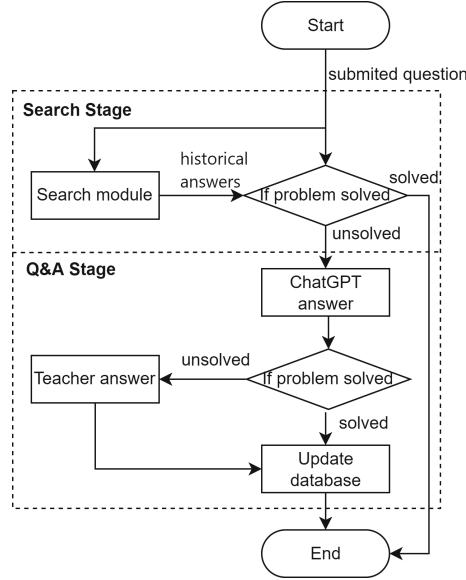 Start
submited question
Search Stage
historical
answers
Search module
If problem solved
solved
unsolved
Q&A Stage
ChatGPT
answer
unsolved
Teacher answer
If problem solved
solved
Update
database
End